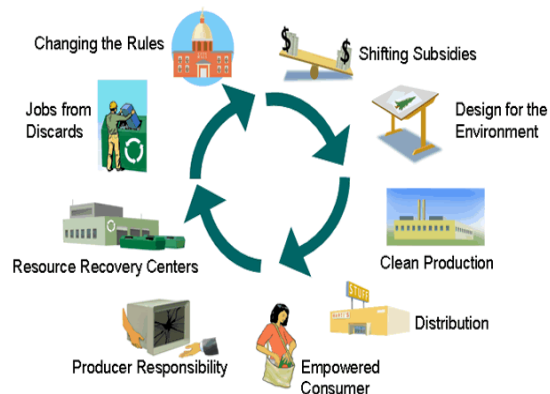 Changing the Rules
$ $
Shifting Subsidies
Design for the
Environment
Clean Production
STUFF
Distribution
Empowered
Consumer
Producer Responsibility
Resource Recovery Centers
Jobs from
Discards